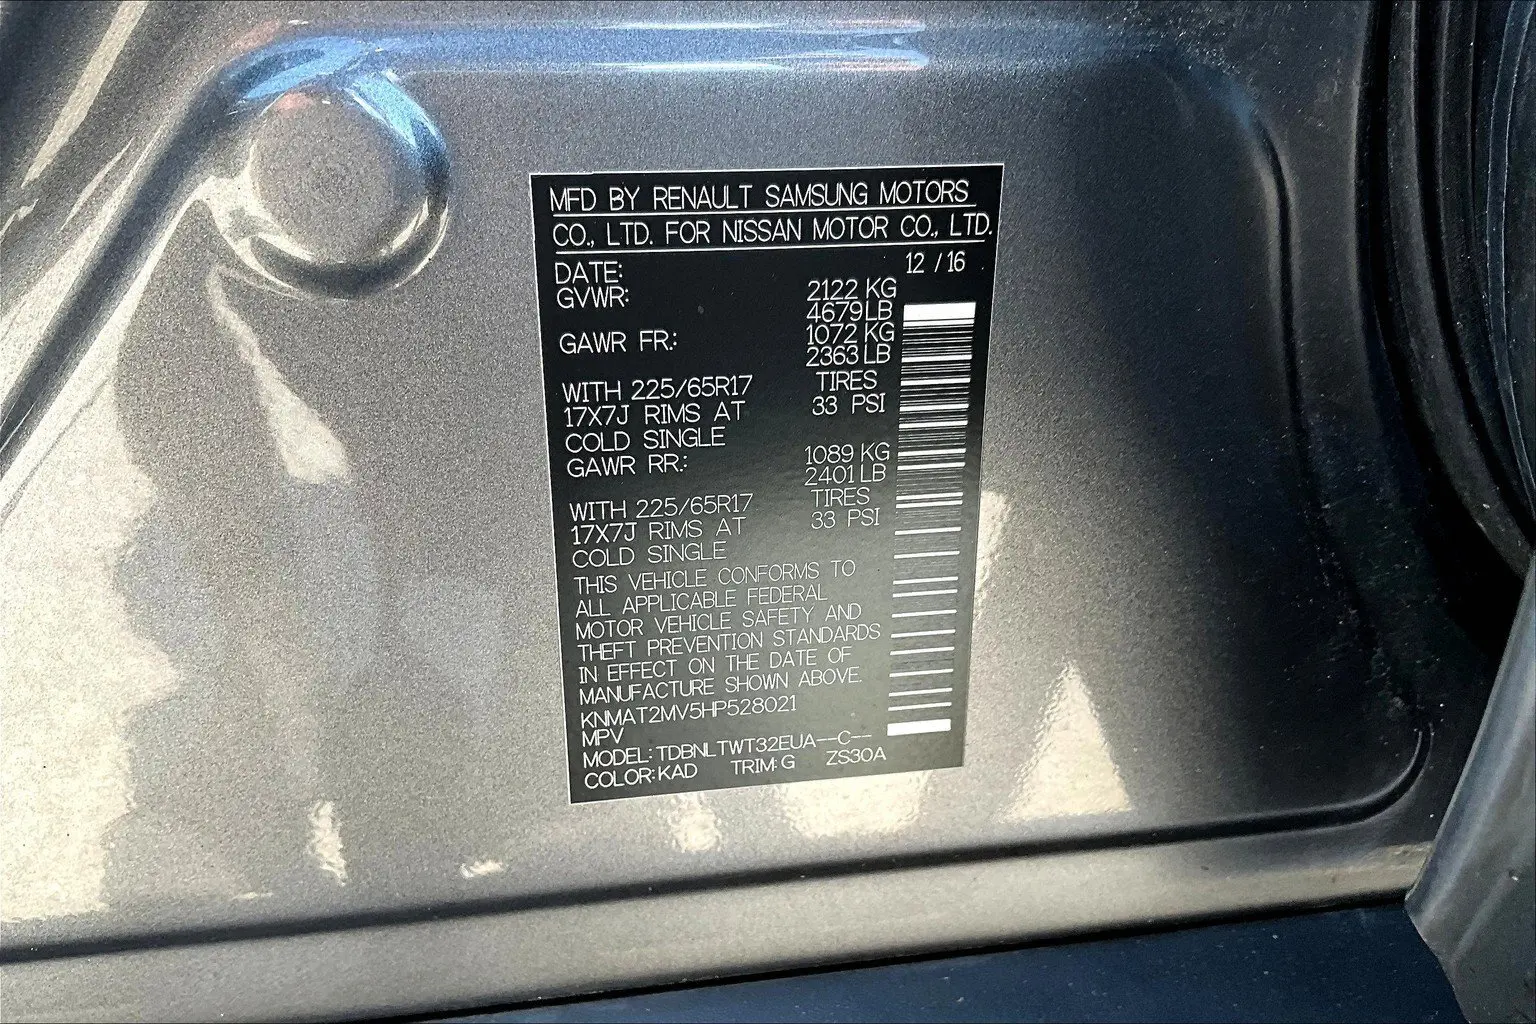 MFD BY RENAULT SAMSUNG MOTORS
CO., LTD. FOR NISSAN MOTOR CO., LTD.
DATE: 12 / 16
GVWR: 2122 KG
4679 LB
GAWR FR.: 1072 KG
2363 LB
WITH 225/65R17 TIRES
17X7J RIMS AT 33 PSI
COLD SINGLE
GAWR RR.: 1089 KG
2401 LB
WITH 225/65R17 TIRES
17X7J RIMS AT 33 PSI
COLD SINGLE
THIS VEHICLE CONFORMS TO
ALL APPLICABLE FEDERAL
MOTOR VEHICLE SAFETY AND
THEFT PREVENTION STANDARDS
IN EFFECT ON THE DATE OF
MANUFACTURE SHOWN ABOVE.
KNMAT2MV5HP528021
MPV
MODEL: TDBNLTWT32EUA--C--
COLOR: KAD TRIM: G ZS30A